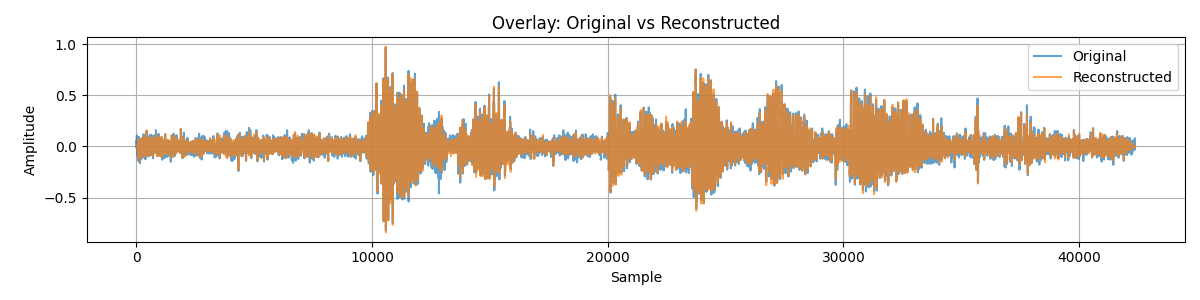 Overlay: Original vs Reconstructed
1.0
0.5
0.0
−0.5
Amplitude
Original
Reconstructed
0
10000
20000
30000
40000
Sample